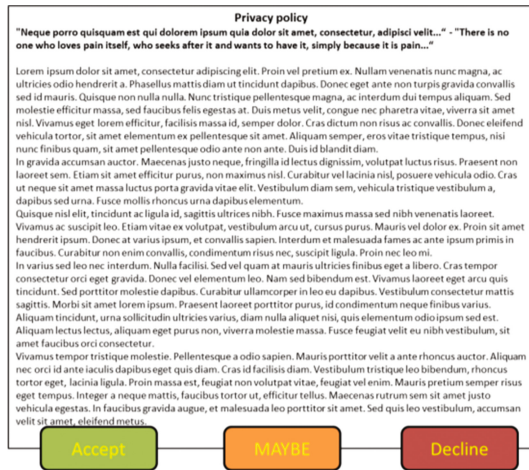 Privacy policy
"Neque porro quisquam est qui dolorem ipsum quia dolor sit amet, consectetur, adipisci velit..." - "There is
no one who loves pain itself, who seeks after it and wants to have it, simply because it is pain..."
Lorem ipsum dolor sit amet, consectetur adipiscing elit. Proin vel pretium ex. Nullam venenatis nunc magna, ac
ultricies odio hendrerit a. Phasellus mattis diam ut tincidunt dapibus. Donec eget ante non turpis gravida convallis
sed id mauris. Quisque non nulla nulla. Nunc tristique pellentesque magna, ac interdum dui tempus aliquam. Sed
molestie efficitur massa, sed faucibus felis egestas at. Duis metus velit, congue nec pharetra vitae, viverra sit amet
nisl. Vivamus eget lorem efficitur, facilisis massa id, semper dolor. Cras dictum non risus ac convallis. Donec eleifend
vehicula tortor, sit amet elementum ex pellentesque sit amet. Aliquam semper, eros vitae tristique tempus, nisi
nunc finibus quam, sit amet pellentesque odio ante non ante. Duis id blandit diam.
In gravida accumsan auctor. Maecenas justo neque, fringilla id lectus dignissim, volutpat luctus risus. Praesent non
laoreet sem. Etiam sit amet efficitur purus, non maximus nisl. Curabitur vel lacinia nisl, posuere vehicula odio. Cras
ut neque sit amet massa luctus porta gravida vitae elit. Vestibulum diam sem, vehicula tristique vestibulum a,
dapibus sed urna. Fusce mollis rhoncus urna dapibus elementum.
Quisque nisl elit, tincidunt ac ligula id, sagittis ultrices nibh. Fusce maximus massa sed nibh venenatis laoreet.
Vivamus ac suscipit leo. Etiam vitae ex volutpat, vestibulum arcu ut, cursus purus. Mauris vel dolor ex. Proin sit amet
hendrerit ipsum. Donec at varius ipsum, et convallis sapien. Interdum et malesuada fames ac ante ipsum primis in
faucibus. Curabitur non enim convallis, condimentum risus nec, suscipit ligula. Proin nec leo mi.
In varius sed leo nec interdum. Nulla facilisi. Sed vel quam at mauris ultricies finibus eget a libero. Cras tempor
consectetur orci eget gravida. Donec vel elementum leo. Nam sed bibendum est. Vivamus laoreet eget arcu quis
tincidunt. Sed porttitor molestie dapibus. Curabitur ullamcorper in leo eu dapibus. Vestibulum consectetur mattis
sagittis. Morbi sit amet lorem ipsum. Praesent laoreet porttitor purus, id condimentum neque finibus varius.
Aliquam tincidunt, urna sollicitudin ultricies varius, diam nulla aliquet nisi, quis elementum odio ipsum sed est.
Aliquam lectus lectus, aliquam eget purus non, viverra molestie massa. Fusce feugiat velit eu nibh vestibulum, sit
amet faucibus orci consectetur.
Vivamus tempor tristique molestie. Pellentesque a odio sapien. Mauris porttitor velit a ante rhoncus auctor. Aliquam
nec orci id ante iaculis dapibus eget quis diam. Cras id facilisis diam. Vestibulum tristique leo bibendum, rhoncus
tortor eget, lacinia ligula. Proin massa est, feugiat non volutpat vitae, feugiat vel enim. Mauris pretium semper risus
eget tempus. Integer a neque mattis, faucibus tortor ut, efficitur tellus. Maecenas rutrum sem sit amet justo
vehicula egestas. In faucibus gravida augue, et malesuada leo porttitor sit amet. Sed quis leo vestibulum, accumsan
velit sit amet, eleifend metus.
Accept
MAYBE
Decline